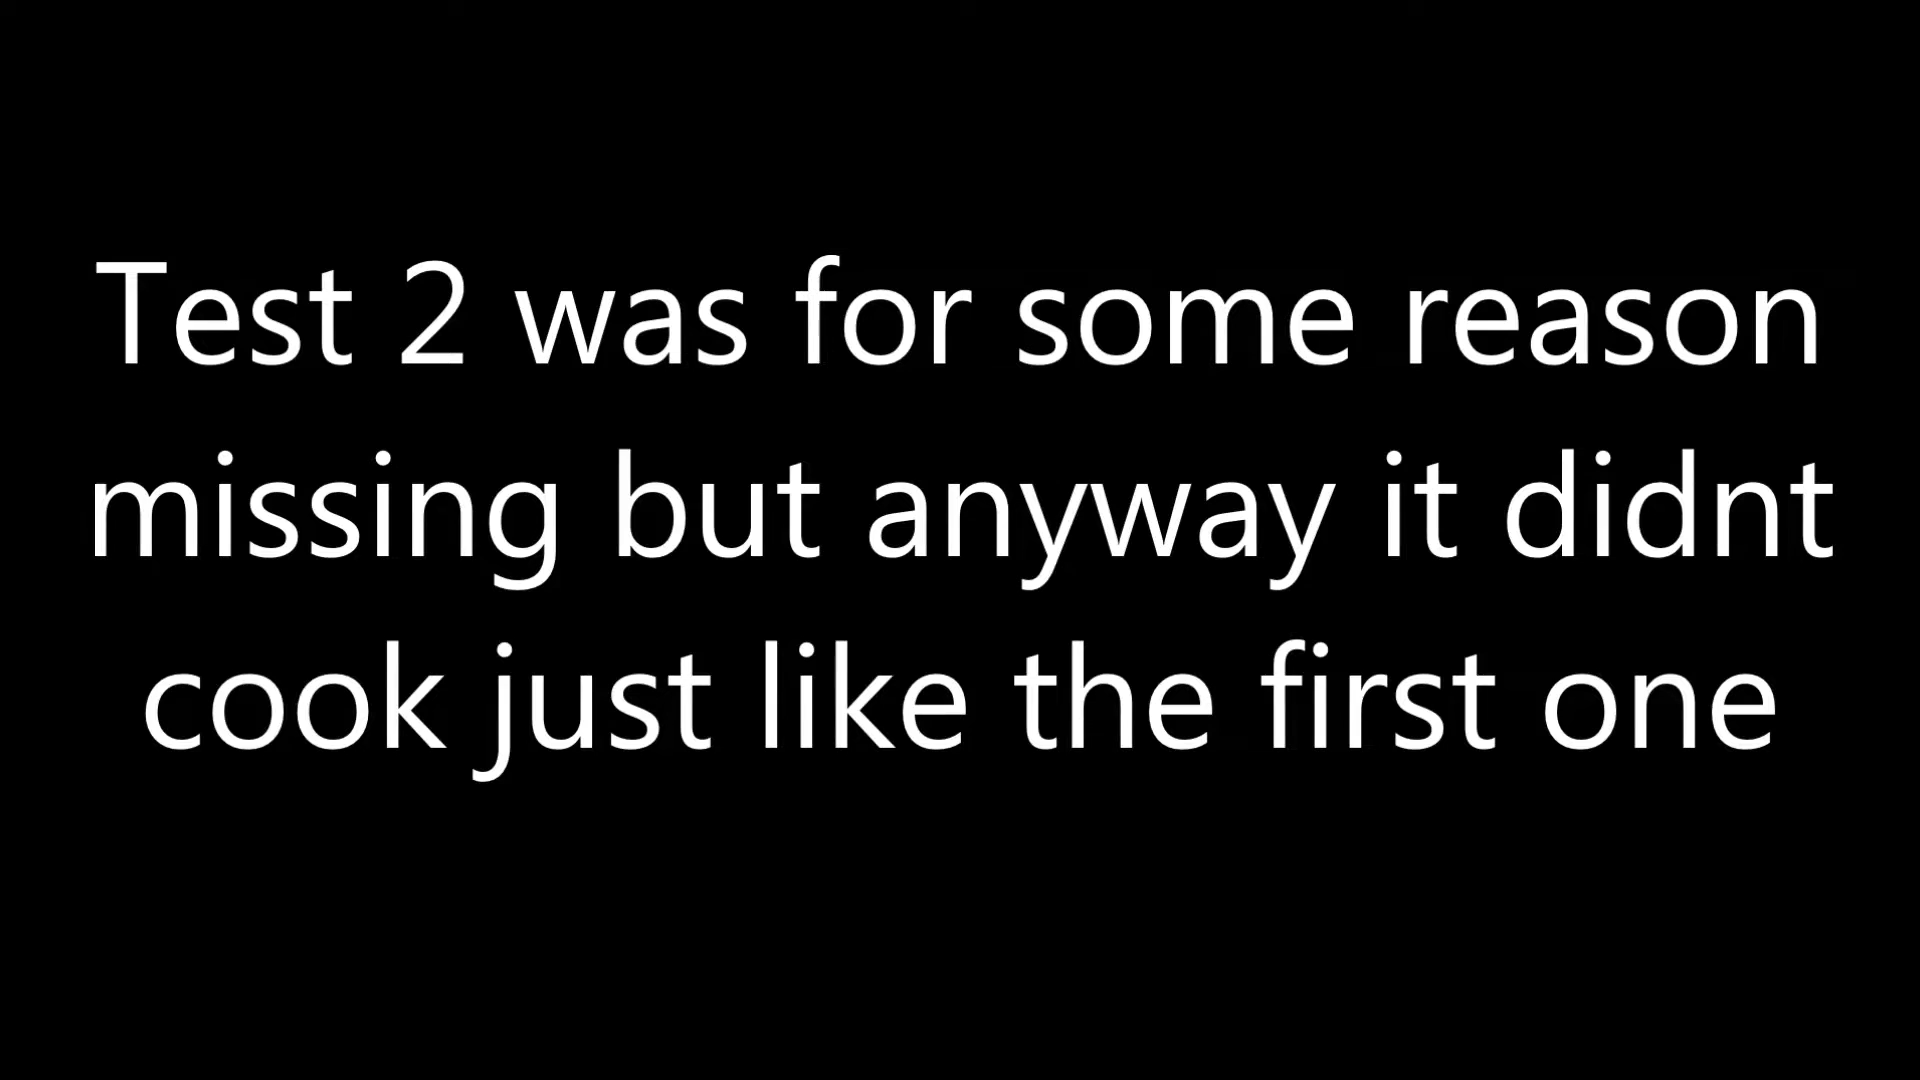 Test 2 was for some reason
missing but anyway it didnt
cook just like the first one